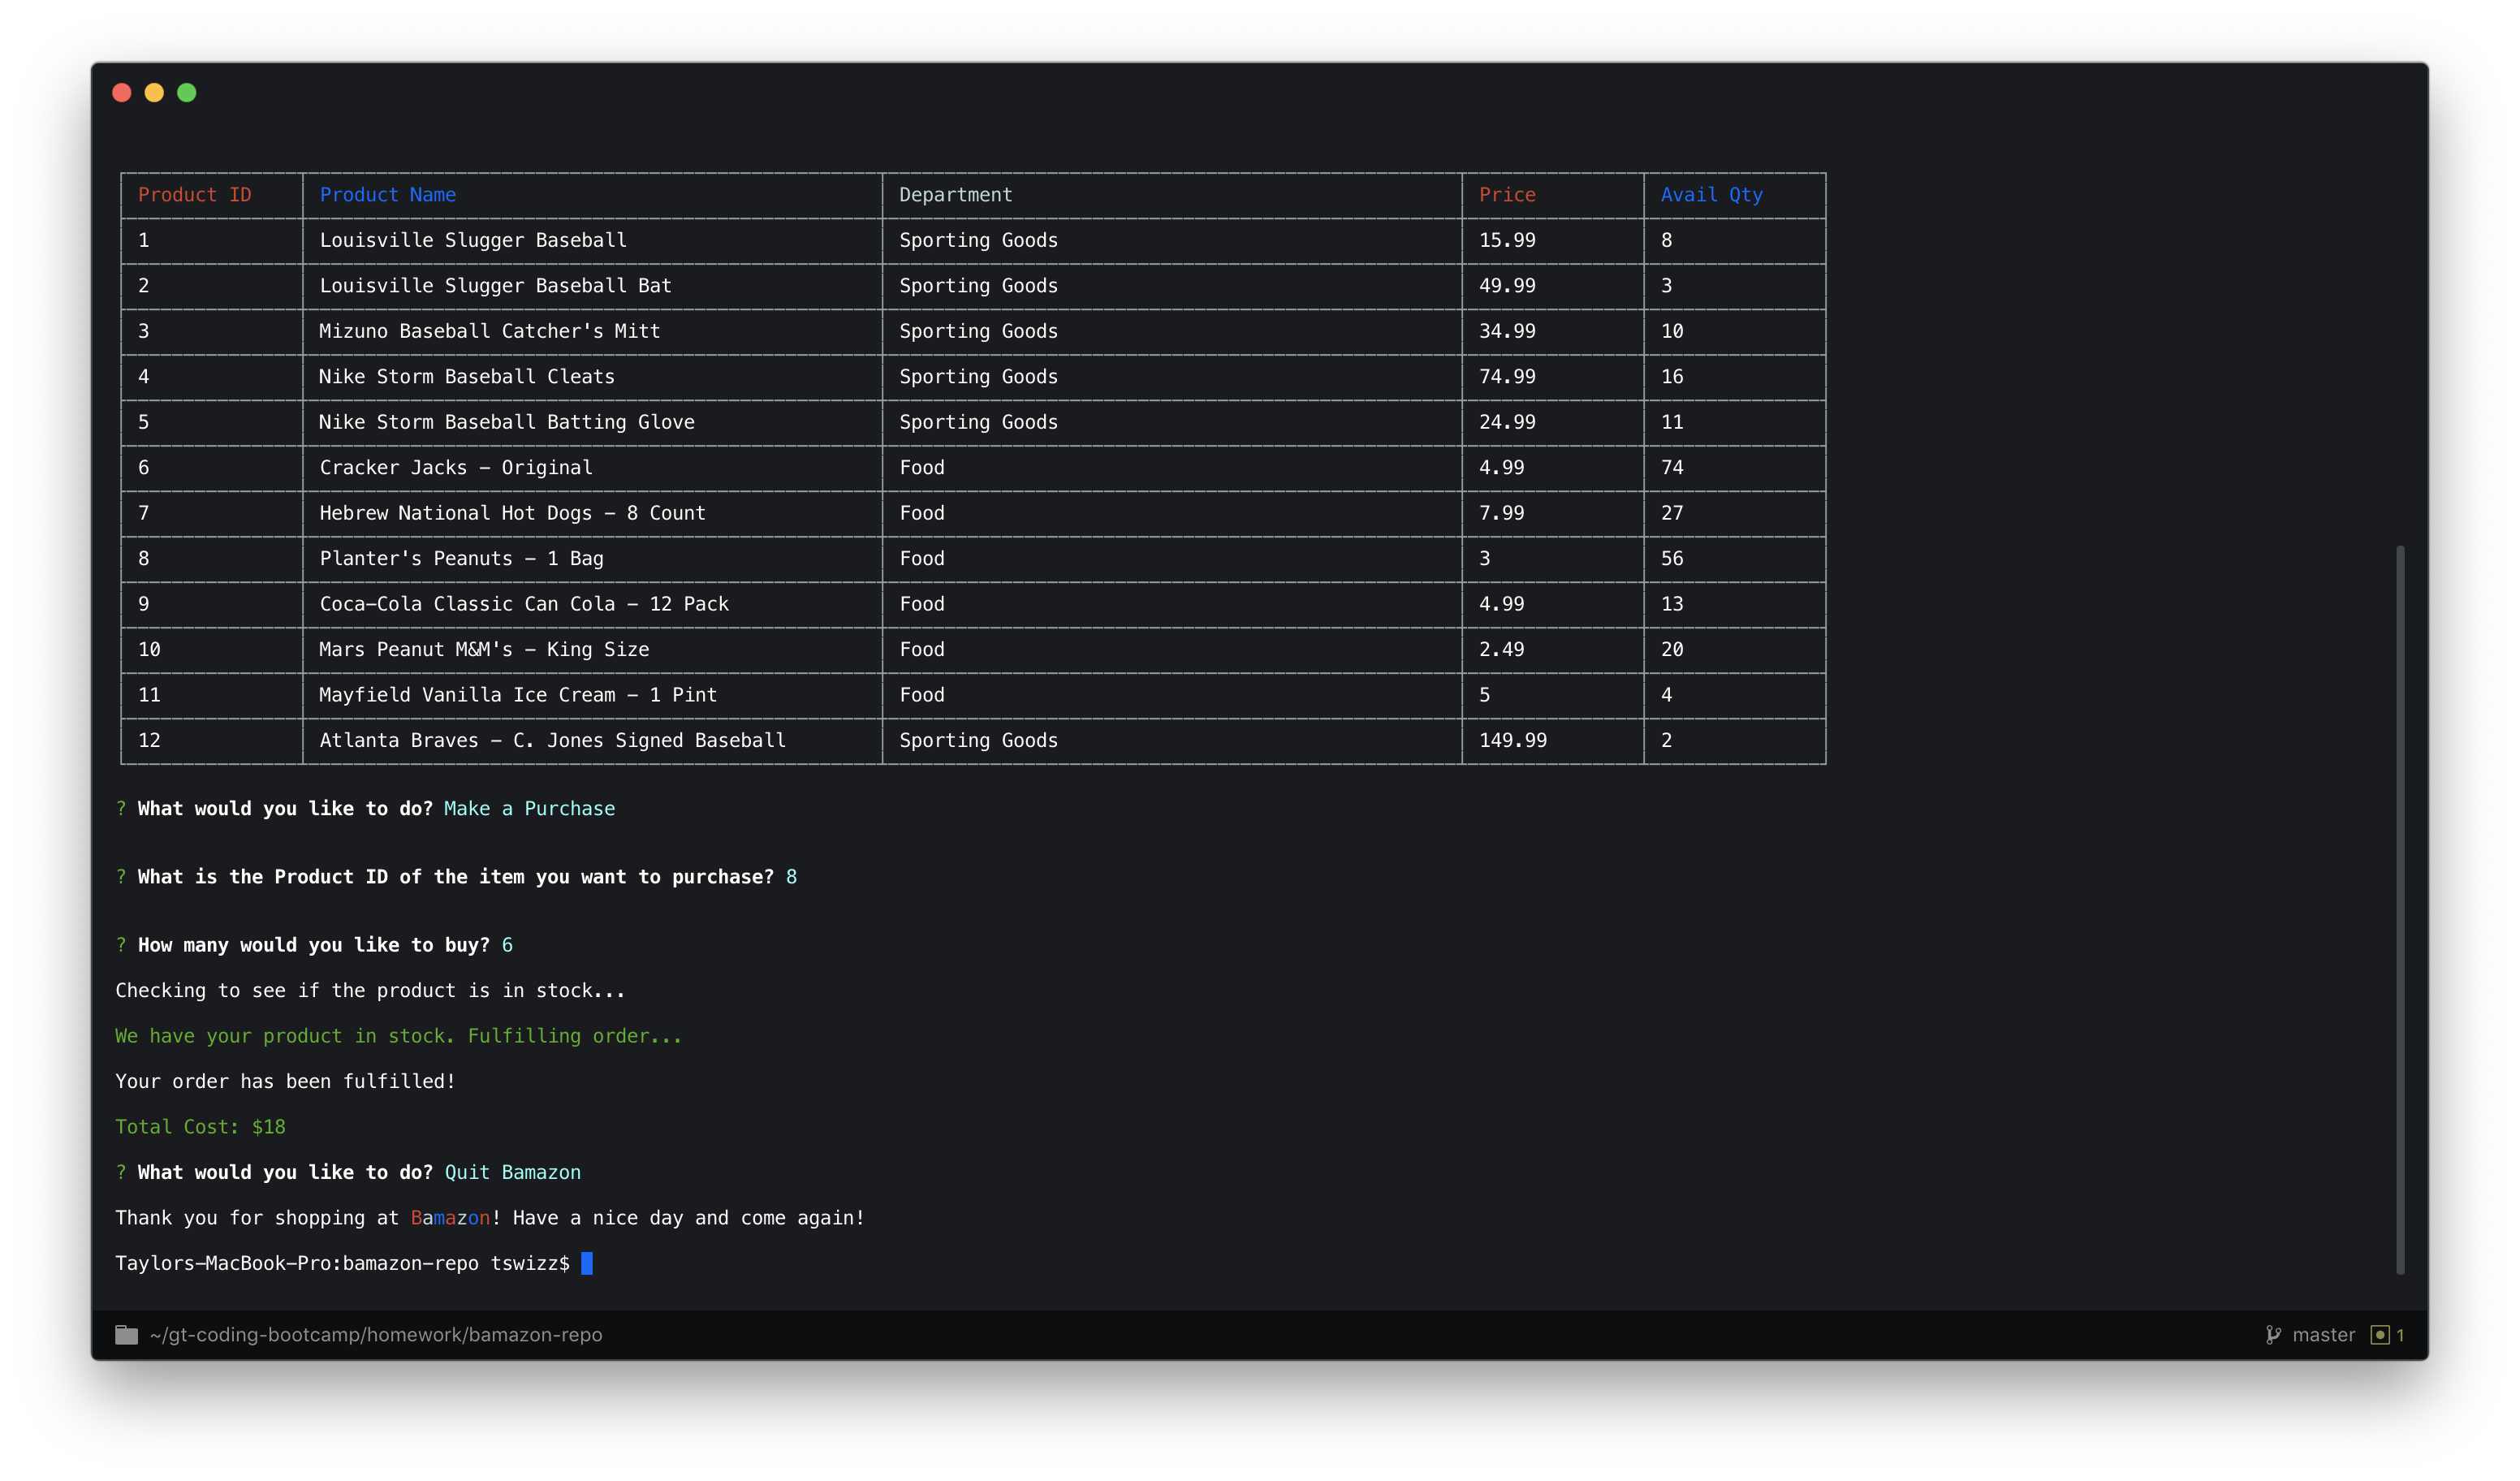 Product ID Product Name Department Price Avail Qty
1 Louisville Slugger Baseball Sporting Goods 15.99 8
2 Louisville Slugger Baseball Bat Sporting Goods 49.99 3
3 Mizuno Baseball Catcher's Mitt Sporting Goods 34.99 10
4 Nike Storm Baseball Cleats Sporting Goods 74.99 16
5 Nike Storm Baseball Batting Glove Sporting Goods 24.99 11
6 Cracker Jacks - Original Food 4.99 74
7 Hebrew National Hot Dogs - 8 Count Food 7.99 27
8 Planter's Peanuts - 1 Bag Food 3 56
9 Coca-Cola Classic Can Cola - 12 Pack Food 4.99 13
10 Mars Peanut M&M's - King Size Food 2.49 20
11 Mayfield Vanilla Ice Cream - 1 Pint Food 5 4
12 Atlanta Braves - C. Jones Signed Baseball Sporting Goods 149.99 2
? What would you like to do? Make a Purchase
? What is the Product ID of the item you want to purchase? 8
? How many would you like to buy? 6
Checking to see if the product is in stock...
We have your product in stock. Fulfilling order...
Your order has been fulfilled!
Total Cost: $18
? What would you like to do? Quit Bamazon
Thank you for shopping at Bamazon! Have a nice day and come again!
Taylors-MacBook-Pro:bamazon-repo tswizz$
~/gt-coding-bootcamp/homework/bamazon-repo master 1